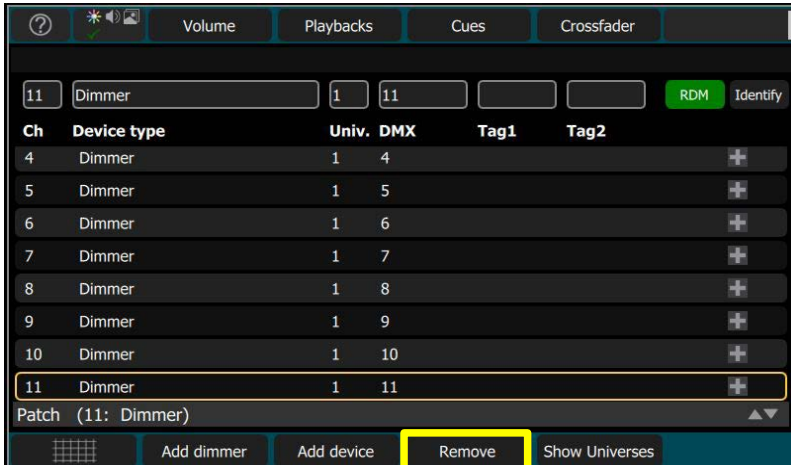 ? Volume Playbacks Cues Crossfader
11 Dimmer 1 11 RDM Identify
Ch Device type Univ. DMX Tag1 Tag2
4 Dimmer 1 4
5 Dimmer 1 5
6 Dimmer 1 6
7 Dimmer 1 7
8 Dimmer 1 8
9 Dimmer 1 9
10 Dimmer 1 10
11 Dimmer 1 11
Patch (11: Dimmer)
Add dimmer Add device Remove Show Universes